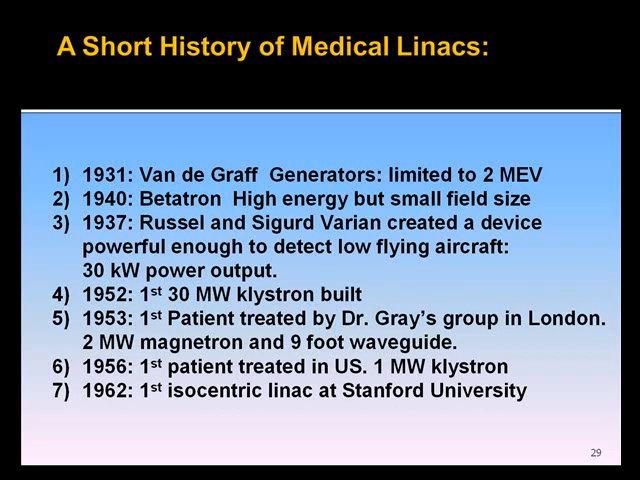 A Short History of Medical Linacs:
1) 1931: Van de Graff Generators: limited to 2 MEV
2) 1940: Betatron High energy but small field size
3) 1937: Russel and Sigurd Varian created a device
powerful enough to detect low flying aircraft:
30 kW power output.
4) 1952: 1st 30 MW klystron built
5) 1953: 1st Patient treated by Dr. Gray's group in London.
2 MW magnetron and 9 foot waveguide.
6) 1956: 1st patient treated in US. 1 MW klystron
7) 1962: 1st isocentric linac at Stanford University
29